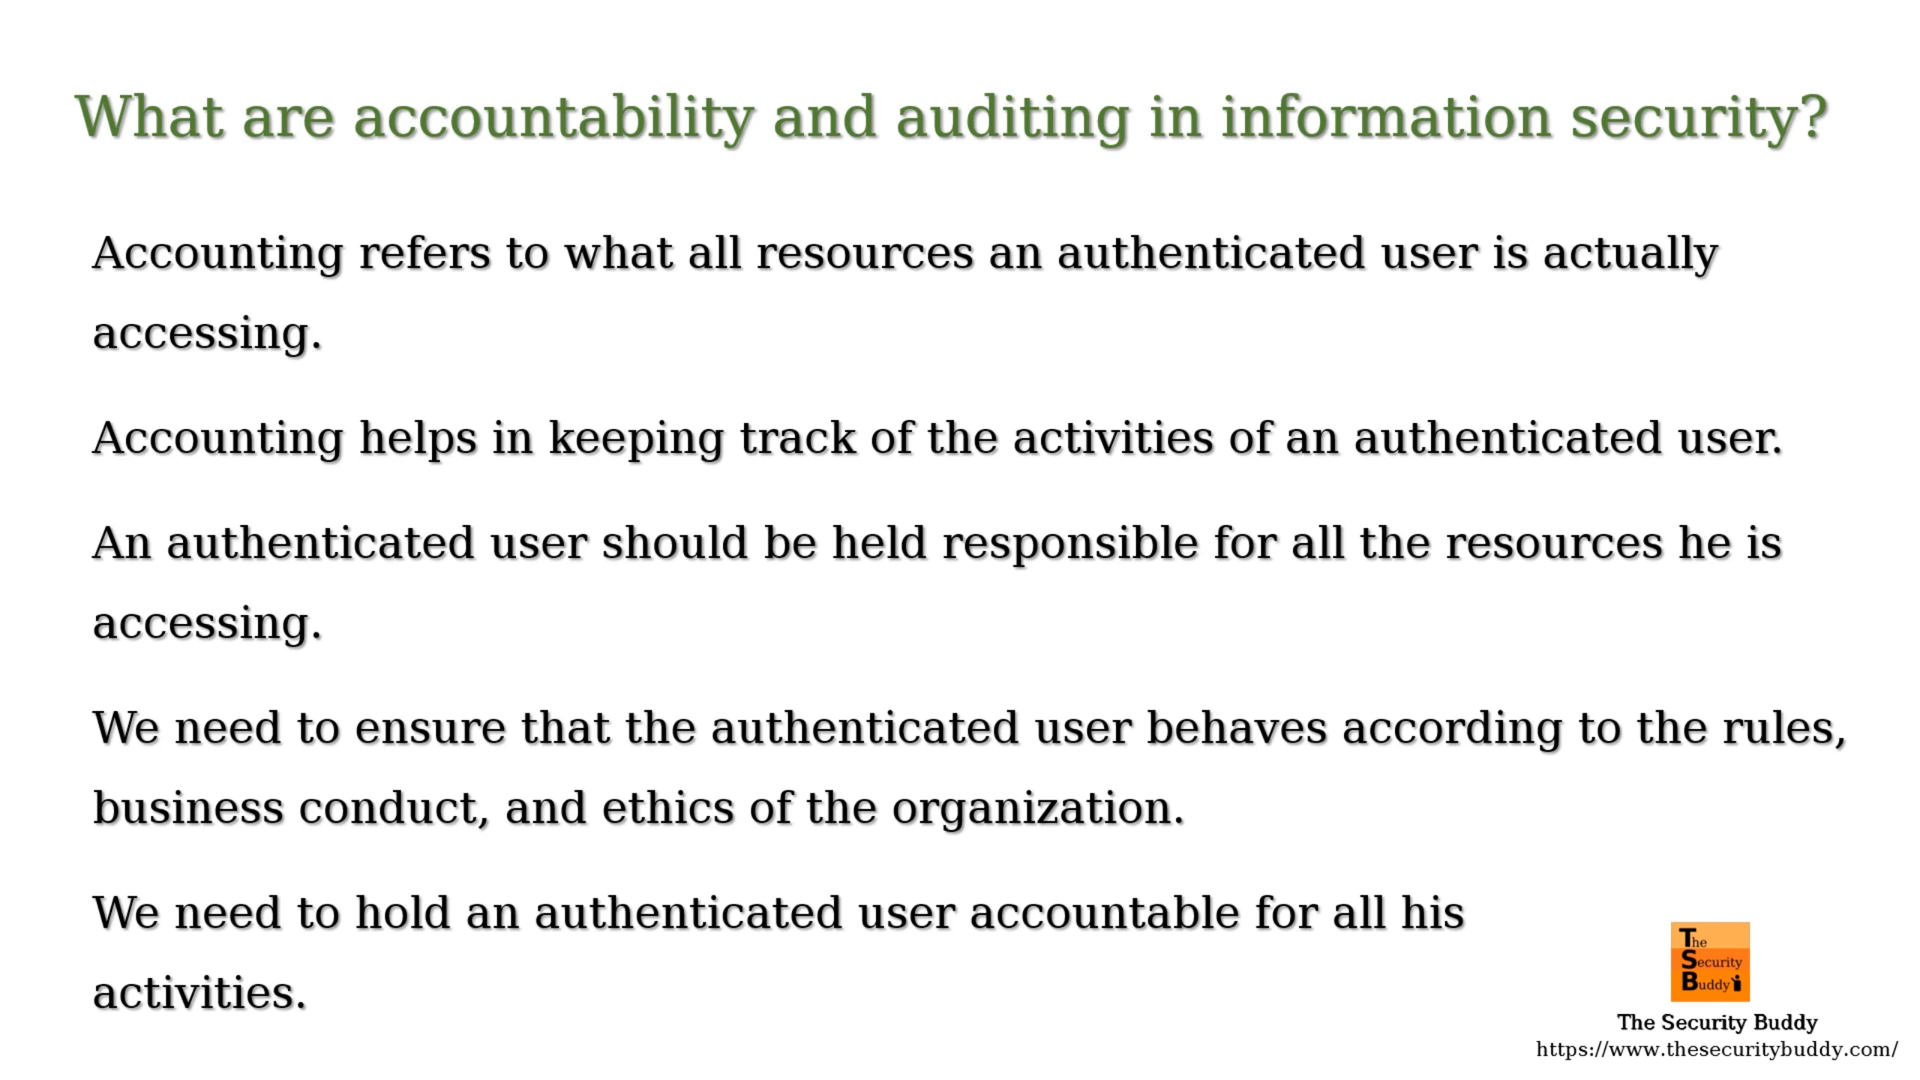 What are accountability and auditing in information security?
Accounting refers to what all resources an authenticated user is actually
accessing.
Accounting helps in keeping track of the activities of an authenticated user.
An authenticated user should be held responsible for all the resources he is
accessing.
We need to ensure that the authenticated user behaves according to the rules,
business conduct, and ethics of the organization.
We need to hold an authenticated user accountable for all his
activities.
The
Security
Buddy
The Security Buddy
https://www.thesecuritybuddy.com/